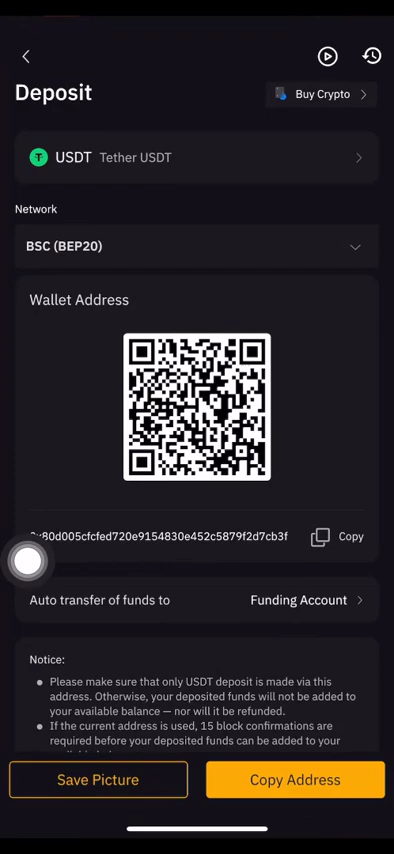 Deposit
Buy Crypto
USDT Tether USDT
Network
BSC (BEP20)
Wallet Address
0x80d005cfcfed720e9154830e452c5879f2d7cb3f
Copy
Auto transfer of funds to
Funding Account
Notice:
Please make sure that only USDT deposit is made via this
address. Otherwise, your deposited funds will not be added to
your available balance — nor will it be refunded.
If the current address is used, 15 block confirmations are
required before your deposited funds can be added to your
Save Picture
Copy Address